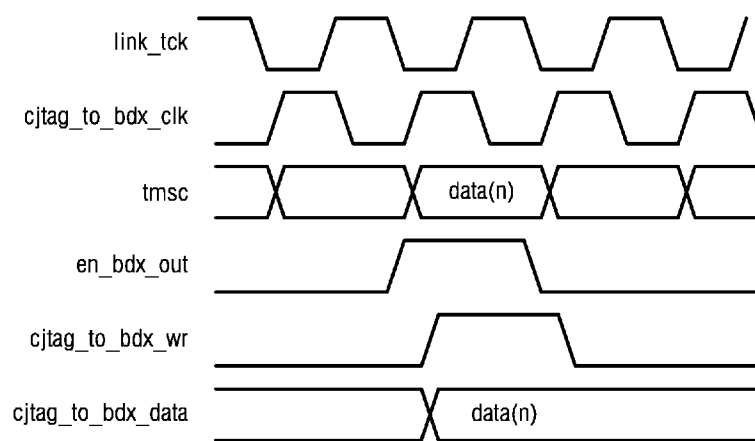 link_tck
cjtag_to_bdx_clk
tmsc
data(n)
en_bdx_out
cjtag_to_bdx_wr
cjtag_to_bdx_data
data(n)